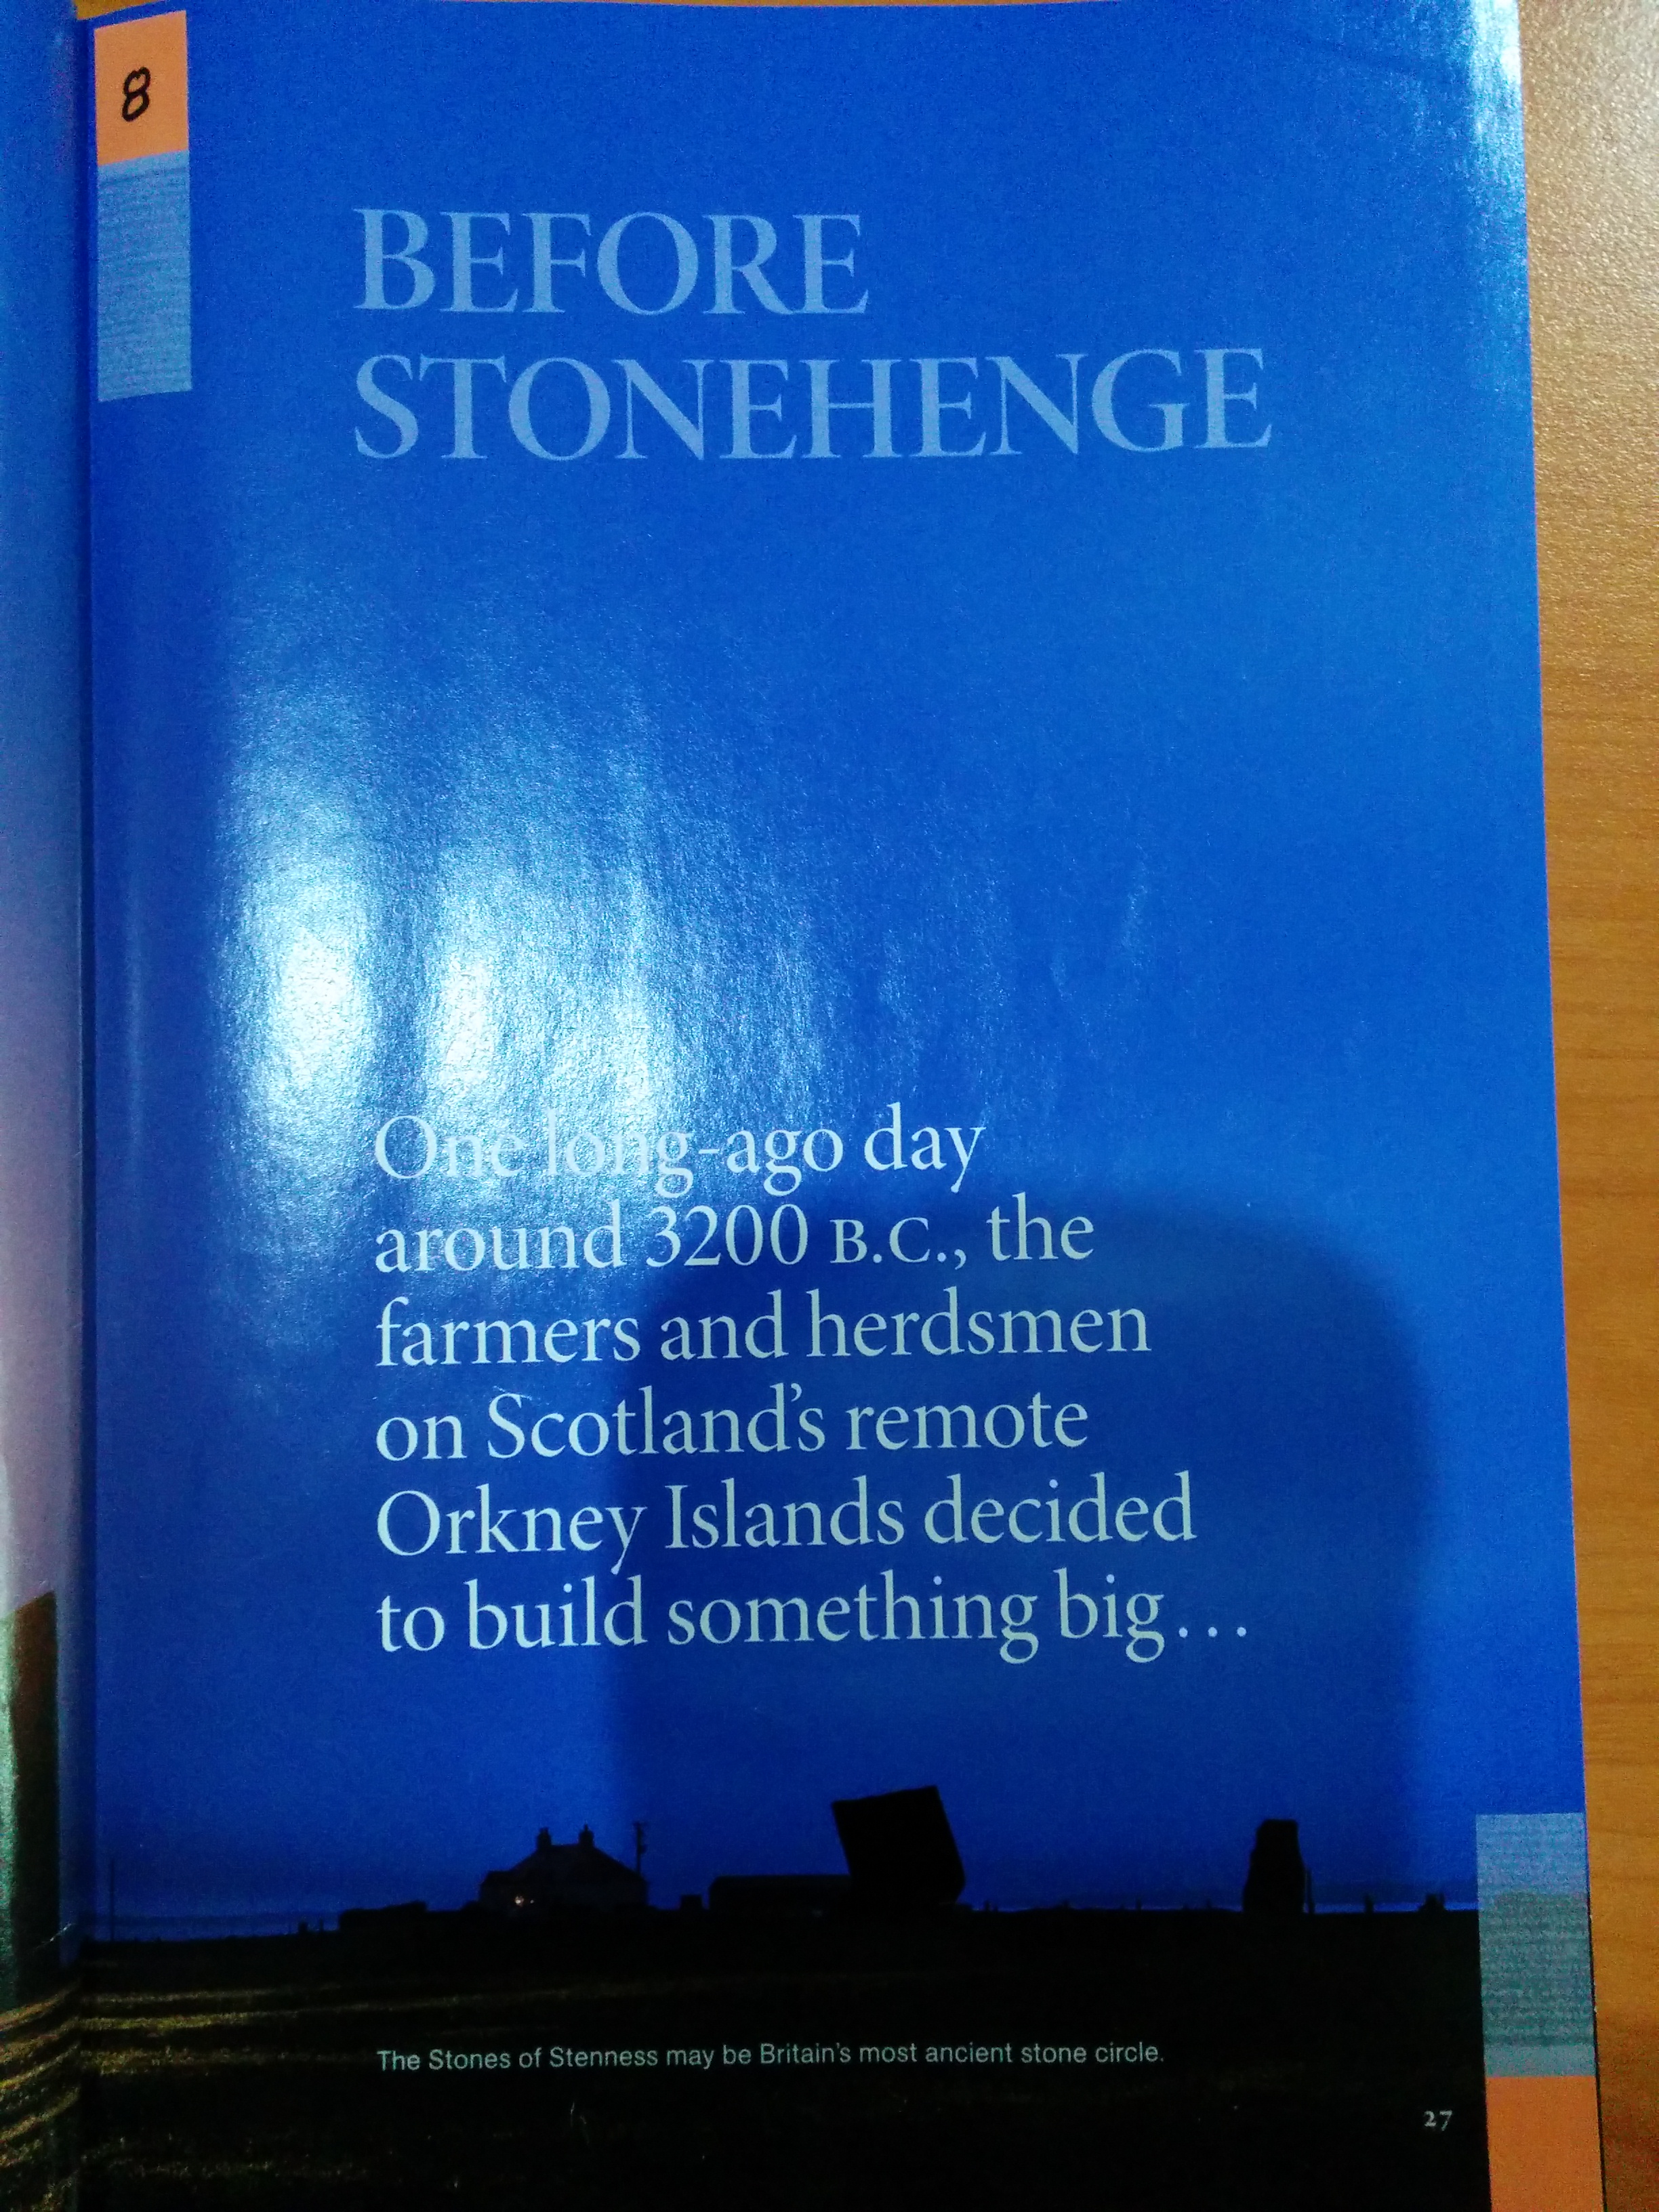 8
BEFORE
STONEHENGE
One long-ago day
around 3200 B.C., the
farmers and herdsmen
on Scotland's remote
Orkney Islands decided
to build something big...
The Stones of Stenness may be Britain's most ancient stone circle.
27